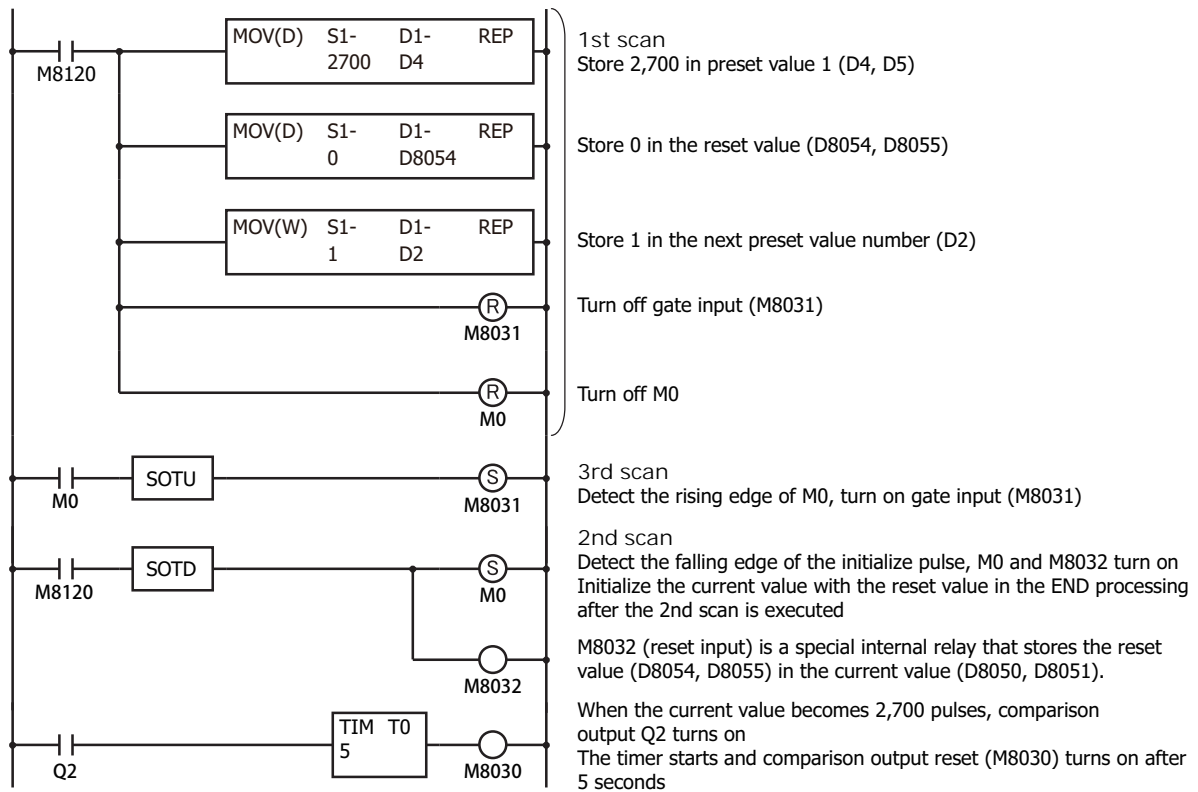 MOV(D) S1- D1- REP
2700 D4
M8120
1st scan
Store 2,700 in preset value 1 (D4, D5)
MOV(D) S1- D1- REP
0 D8054
Store 0 in the reset value (D8054, D8055)
MOV(W) S1- D1- REP
1 D2
Store 1 in the next preset value number (D2)
R
M8031
Turn off gate input (M8031)
R
M0
Turn off M0
M0
SOTU
S
M8031
3rd scan
Detect the rising edge of M0, turn on gate input (M8031)
M8120
SOTD
S
M0
2nd scan
Detect the falling edge of the initialize pulse, M0 and M8032 turn on
Initialize the current value with the reset value in the END processing
after the 2nd scan is executed
M8032
M8032 (reset input) is a special internal relay that stores the reset
value (D8054, D8055) in the current value (D8050, D8051).
Q2
TIM T0
5
M8030
When the current value becomes 2,700 pulses, comparison
output Q2 turns on
The timer starts and comparison output reset (M8030) turns on after
5 seconds